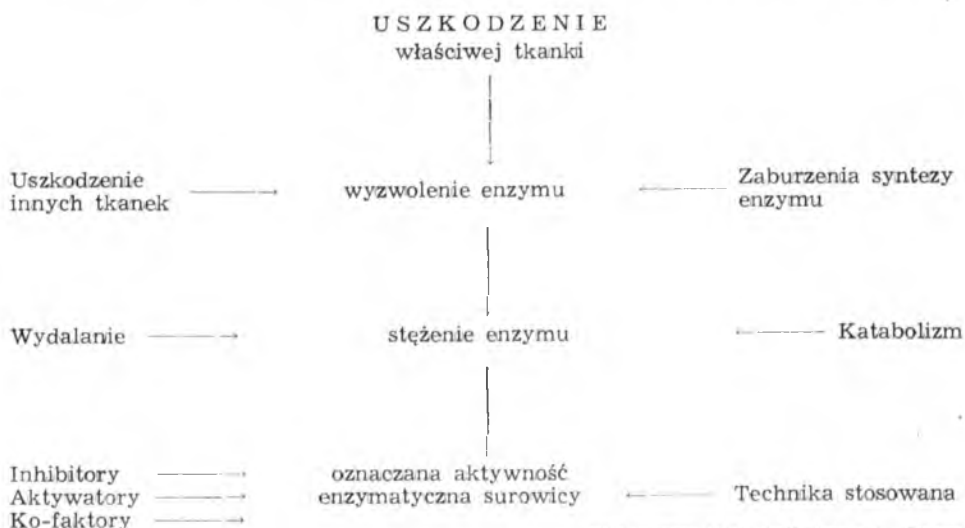 USZKODZENIE
właściwej tkanki
Uszkodzenie
innych tkanek
wyzwolenie enzymu
Zaburzenia syntezy
enzymu
Wydalanie
stężenie enzymu
Katabolizm
Inhibitory
Aktywatory
Ko-faktory
oznaczana aktywność
enzymatyczna surowicy
Technika stosowana